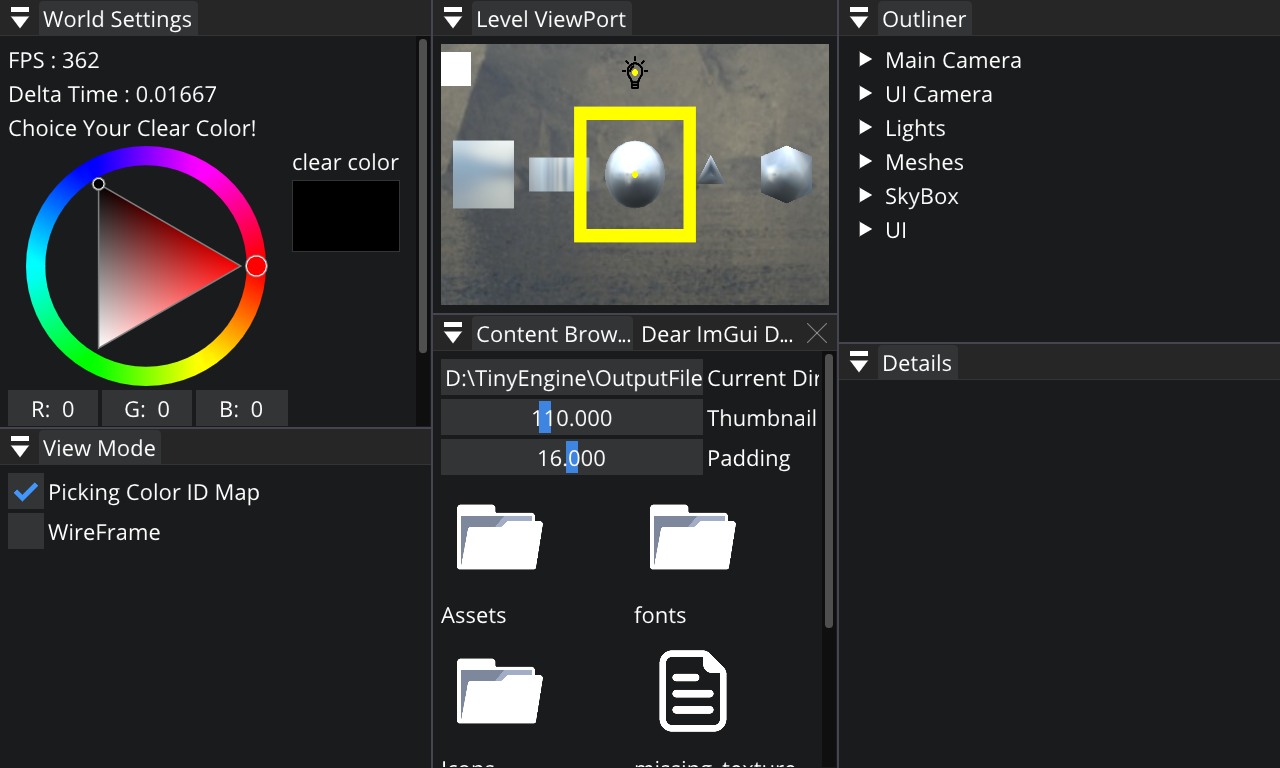 World Settings
FPS : 362
Delta Time : 0.01667
Choice Your Clear Color!
clear color
R: 0 G: 0 B: 0
View Mode
Picking Color ID Map
WireFrame
Level ViewPort
Content Brow... Dear ImGui D...
D:\TinyEngine\OutputFile Current Dir
110.000 Thumbnail
16.000 Padding
Assets fonts
Icons missing_texture
Outliner
Main Camera
UI Camera
Lights
Meshes
SkyBox
UI
Details